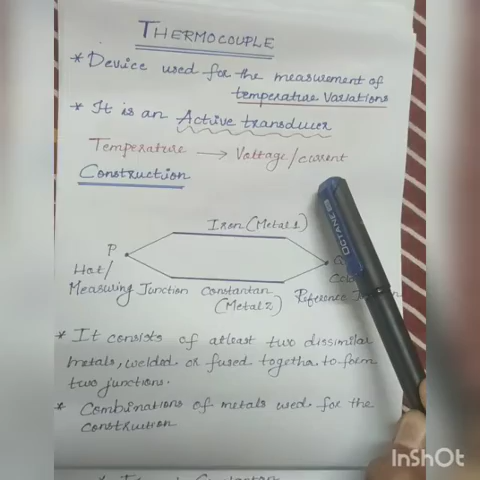 THERMOCOUPLE
* Device used for the measurement of
temperature variations
* It is an Active transducer
Temperature → Voltage/current
Construction
Iron (Metal 1)
P
Hot/
Measuring Junction
Constantan
(Metal 2)
Reference
* It consists of atleast two dissimilar
metals, welded or fused together to form
two junctions.
* Combinations of metals used for the
construction
OCTANE
InShOt